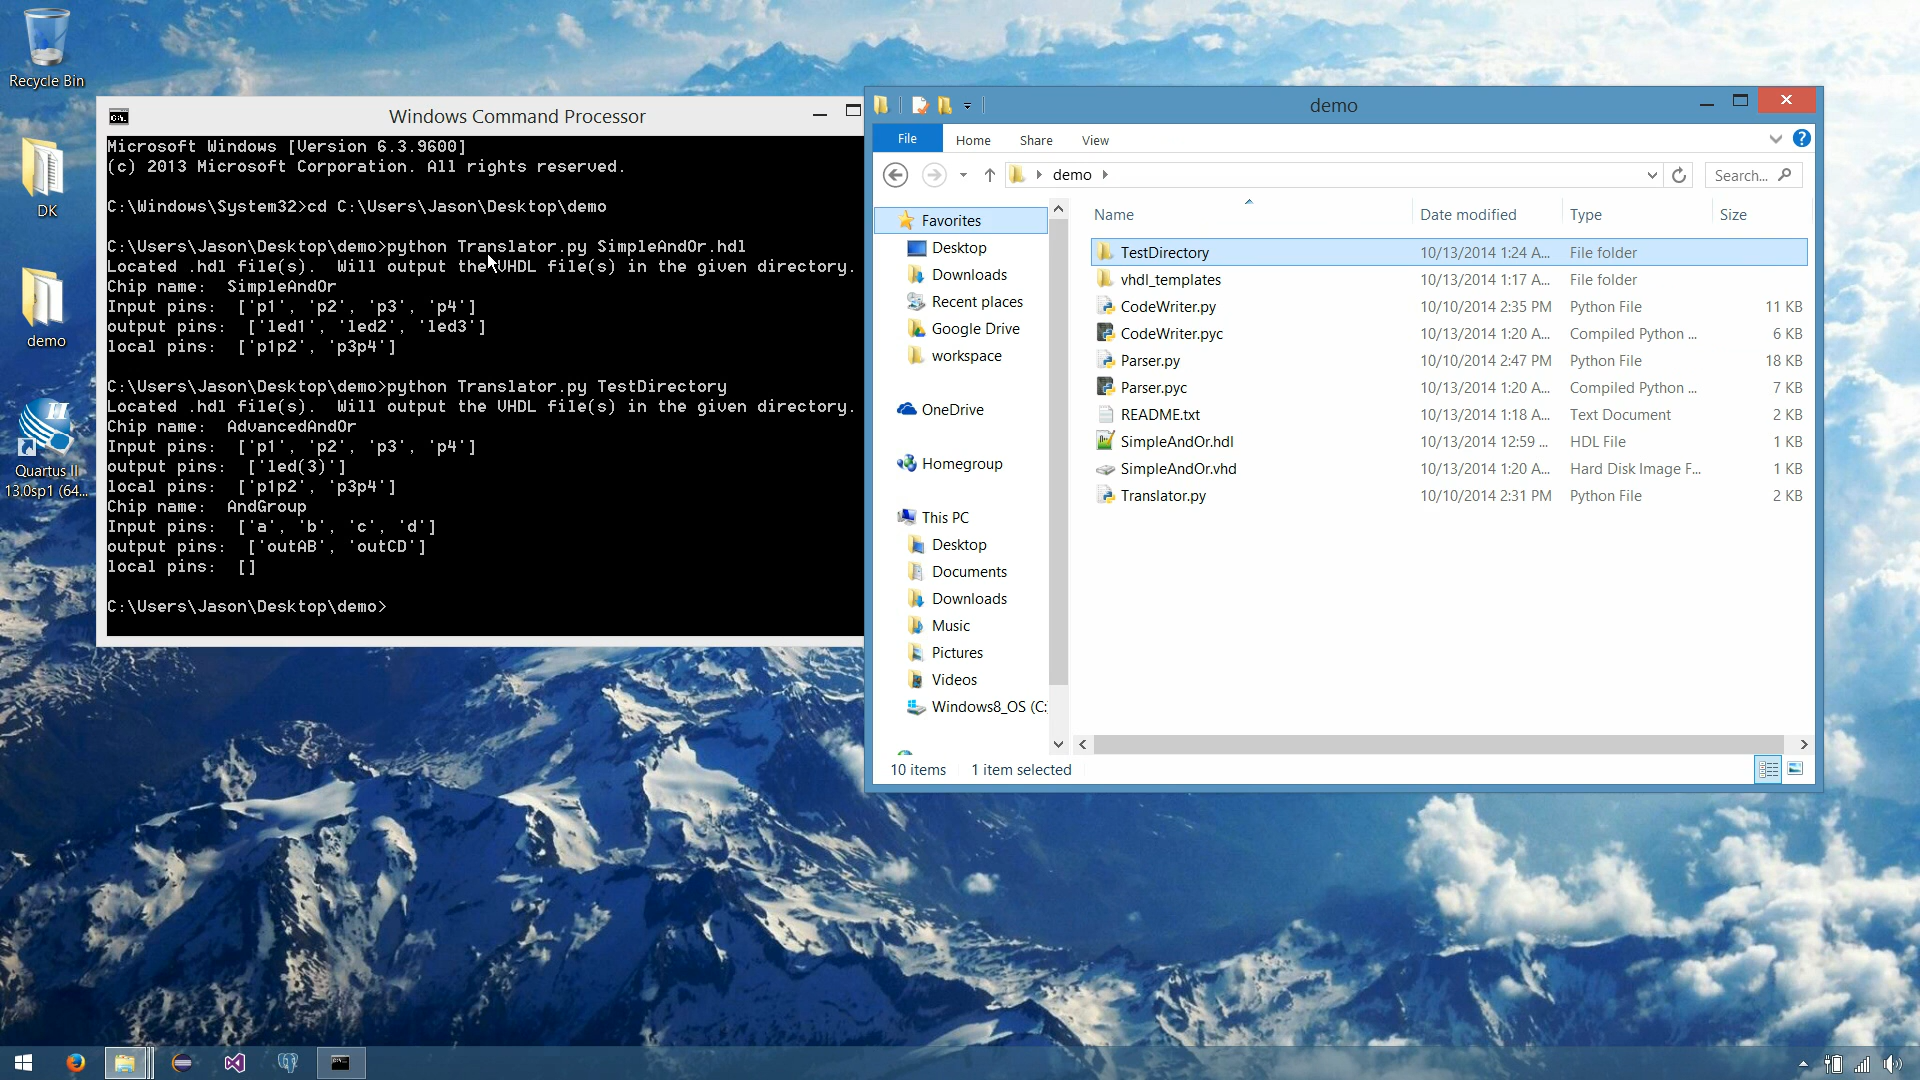 Recycle Bin
DK
demo
Quartus II
13.0sp1 (64...
Windows Command Processor
Microsoft Windows [Version 6.3.9600]
(c) 2013 Microsoft Corporation. All rights reserved.
C:\Windows\System32>cd C:\Users\Jason\Desktop\demo
C:\Users\Jason\Desktop\demo>python Translator.py SimpleAndOr.hdl
Located .hdl file(s).  Will output the VHDL file(s) in the given directory.
Chip name:  SimpleAndOr
Input pins:  ['p1', 'p2', 'p3', 'p4']
output pins:  ['led1', 'led2', 'led3']
local pins:  ['p1p2', 'p3p4']
C:\Users\Jason\Desktop\demo>python Translator.py TestDirectory
Located .hdl file(s).  Will output the VHDL file(s) in the given directory.
Chip name:  AdvancedAndOr
Input pins:  ['p1', 'p2', 'p3', 'p4']
output pins:  ['led(3)']
local pins:  ['p1p2', 'p3p4']
Chip name:  AndGroup
Input pins:  ['a', 'b', 'c', 'd']
output pins:  ['outAB', 'outCD']
local pins:  []
C:\Users\Jason\Desktop\demo>
demo
File Home Share View
demo
Search...
Favorites
Desktop
Downloads
Recent places
Google Drive
workspace
OneDrive
Homegroup
This PC
Desktop
Documents
Downloads
Music
Pictures
Videos
Windows8_OS (C:
Name Date modified Type Size
TestDirectory 10/13/2014 1:24 A... File folder
vhdl_templates 10/13/2014 1:17 A... File folder
CodeWriter.py 10/10/2014 2:35 PM Python File 11 KB
CodeWriter.pyc 10/13/2014 1:20 A... Compiled Python ... 6 KB
Parser.py 10/10/2014 2:47 PM Python File 18 KB
Parser.pyc 10/13/2014 1:20 A... Compiled Python ... 7 KB
README.txt 10/13/2014 1:18 A... Text Document 2 KB
SimpleAndOr.hdl 10/13/2014 12:59 ... HDL File 1 KB
SimpleAndOr.vhd 10/13/2014 1:20 A... Hard Disk Image F... 1 KB
Translator.py 10/10/2014 2:31 PM Python File 2 KB
10 items 1 item selected